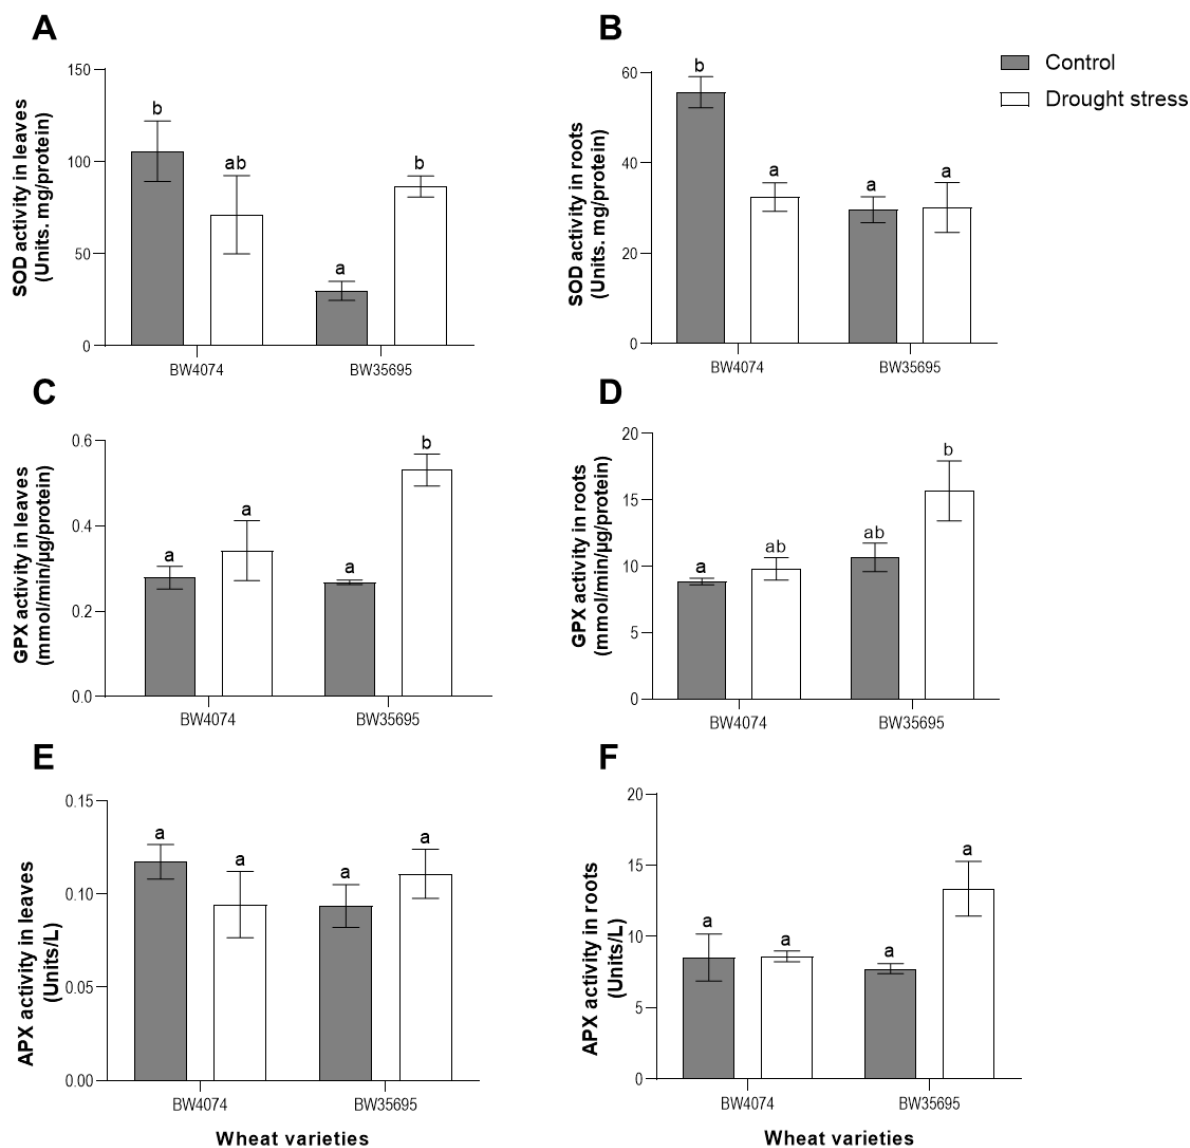 A
SOD activity in leaves
(Units. mg/protein)
150
100
50
0
b
ab
a
b
BW4074
BW35695
B
SOD activity in roots
(Units. mg/protein)
60
40
20
0
b
a
a
a
BW4074
BW35695
Control
Drought stress
C
GPX activity in leaves
(mmol/min/µg/protein)
0.6
0.4
0.2
0.0
a
a
a
b
BW4074
BW35695
D
GPX activity in roots
(mmol/min/µg/protein)
20
15
10
5
0
a
ab
ab
b
BW4074
BW35695
E
APX activity in leaves
(Units/L)
0.15
0.10
0.05
0.00
a
a
a
a
BW4074
BW35695
Wheat varieties
F
APX activity in roots
(Units/L)
20
15
10
5
0
a
a
a
a
BW4074
BW35695
Wheat varieties